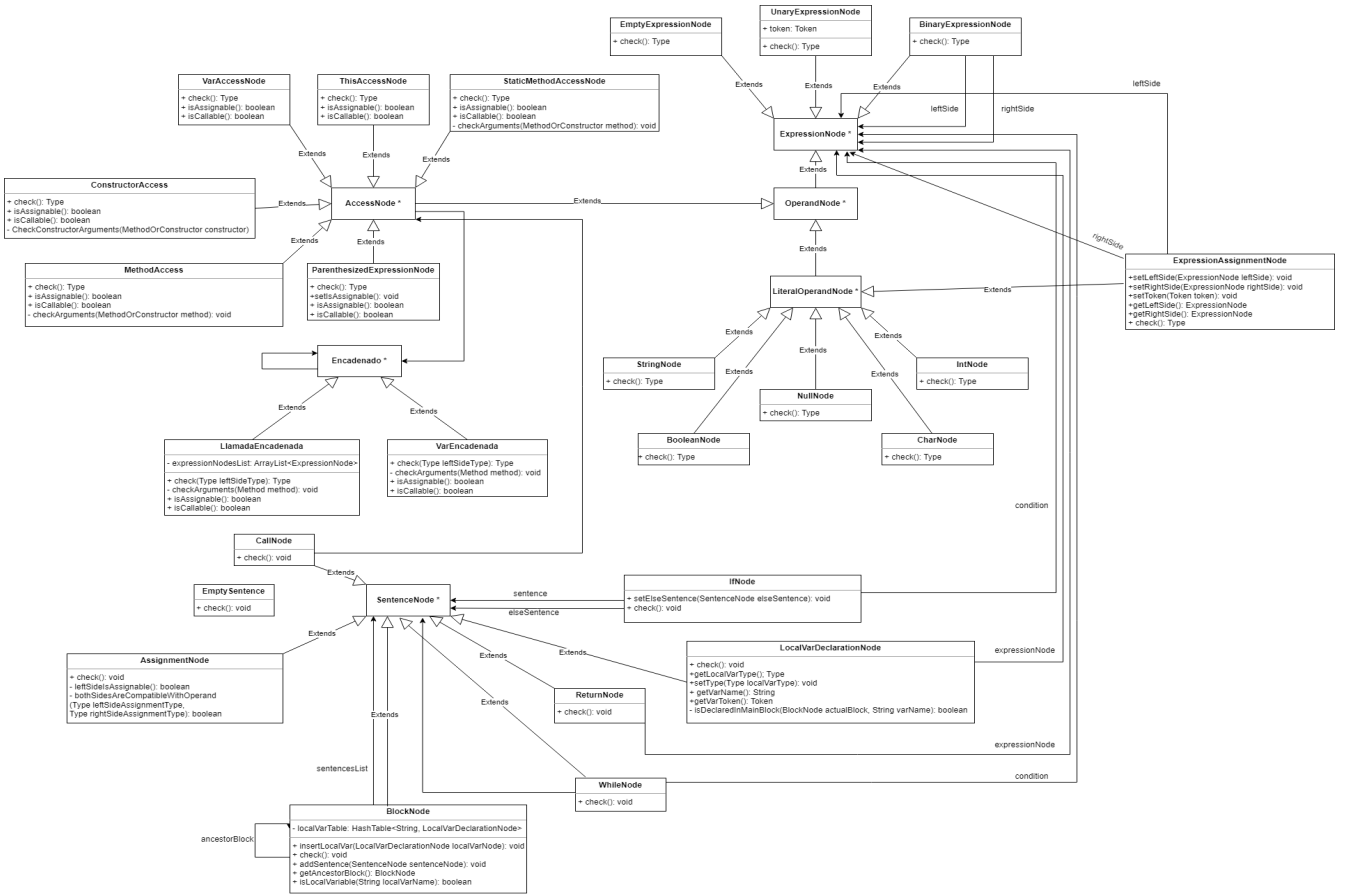 EmptyExpressionNode
+ check(): Type
UnaryExpressionNode
+ token: Token
+ check(): Type
BinaryExpressionNode
+ check(): Type
Extends
Extends
Extends
leftSide
rightSide
leftSide
ExpressionNode *
VarAccessNode
+ check(): Type
+ isAssignable(): boolean
+ isCallable(): boolean
ThisAccessNode
+ check(): Type
+ isAssignable(): boolean
+ isCallable(): boolean
StaticMethodAccessNode
+ check(): Type
+ isAssignable(): boolean
+ isCallable(): boolean
- checkArguments(MethodOrConstructor method): void
Extends
Extends
Extends
Extends
ConstructorAccess
+ check(): Type
+ isAssignable(): boolean
+ isCallable(): boolean
- CheckConstructorArguments(MethodOrConstructor constructor)
Extends
AccessNode *
Extends
OperandNode *
Extends
Extends
Extends
rightSide
MethodAccess
+ check(): Type
+ isAssignable(): boolean
+ isCallable(): boolean
- checkArguments(MethodOrConstructor method): void
ParenthesizedExpressionNode
+ check(): Type
+setIsAssignable(): void
+ isAssignable(): boolean
+ isCallable(): boolean
LiteralOperandNode *
Extends
ExpressionAssignmentNode
+setLeftSide(ExpressionNode leftSide): void
+setRightSide(ExpressionNode rightSide): void
+setToken(Token token): void
+getLeftSide(): ExpressionNode
+getRightSide(): ExpressionNode
+ check(): Type
Extends
Extends
Extends
Extends
Extends
Encadenado *
StringNode
+ check(): Type
IntNode
+ check(): Type
NullNode
+ check(): Type
BooleanNode
+ check(): Type
CharNode
+ check(): Type
Extends
Extends
LlamadaEncadenada
- expressionNodesList: ArrayList<ExpressionNode>
+ check(Type leftSideType): Type
- checkArguments(Method method): void
+ isAssignable(): boolean
+ isCallable(): boolean
VarEncadenada
+ check(Type leftSideType): Type
- checkArguments(Method method): void
+ isAssignable(): boolean
+ isCallable(): boolean
condition
CallNode
+ check(): void
Extends
EmptySentence
+ check(): void
SentenceNode *
sentence
elseSentence
IfNode
+ setElseSentence(SentenceNode elseSentence): void
+ check(): void
Extends
Extends
Extends
expressionNode
AssignmentNode
+ check(): void
- leftSideIsAssignable(): boolean
- bothSidesAreCompatibleWithOperand
(Type leftSideAssignmentType,
Type rightSideAssignmentType): boolean
LocalVarDeclarationNode
+ check(): void
+getLocalVarType(); Type
+setType(Type localVarType): void
+ getVarName(): String
+getVarToken(): Token
- isDeclaredInMainBlock(BlockNode actualBlock, String varName): boolean
ReturnNode
+ check(): void
Extends
Extends
expressionNode
sentencesList
condition
WhileNode
+ check(): void
BlockNode
- localVarTable: HashTable<String, LocalVarDeclarationNode>
+ insertLocalVar(LocalVarDeclarationNode localVarNode): void
+ check(): void
+ addSentence(SentenceNode sentenceNode): void
+ getAncestorBlock(): BlockNode
+ isLocalVariable(String localVarName): boolean
ancestorBlock